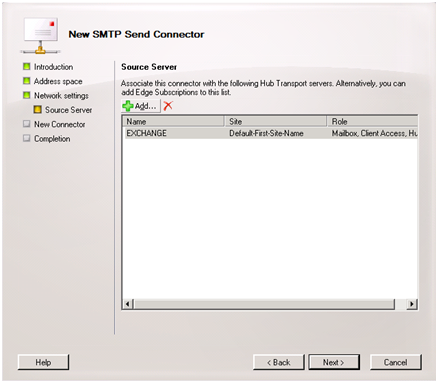 New SMTP Send Connector
Introduction
Address space
Network settings
Source Server
New Connector
Completion
Source Server
Associate this connector with the following Hub Transport servers. Alternatively, you can
add Edge Subscriptions to this list.
Add...
Name Site Role
EXCHANGE Default-First-Site-Name Mailbox, Client Access, Hu
Help < Back Next > Cancel